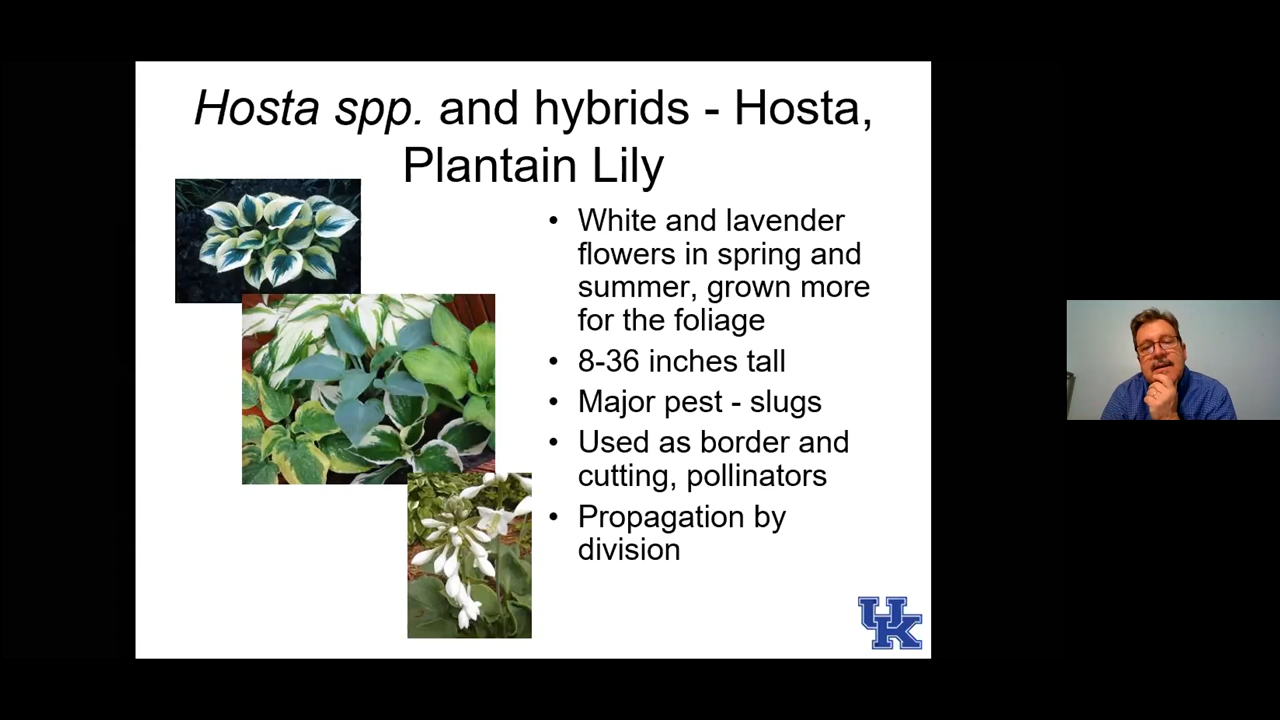 Hosta spp. and hybrids - Hosta,
Plantain Lily
• White and lavender
flowers in spring and
summer, grown more
for the foliage
• 8-36 inches tall
• Major pest - slugs
• Used as border and
cutting, pollinators
• Propagation by
division
UK